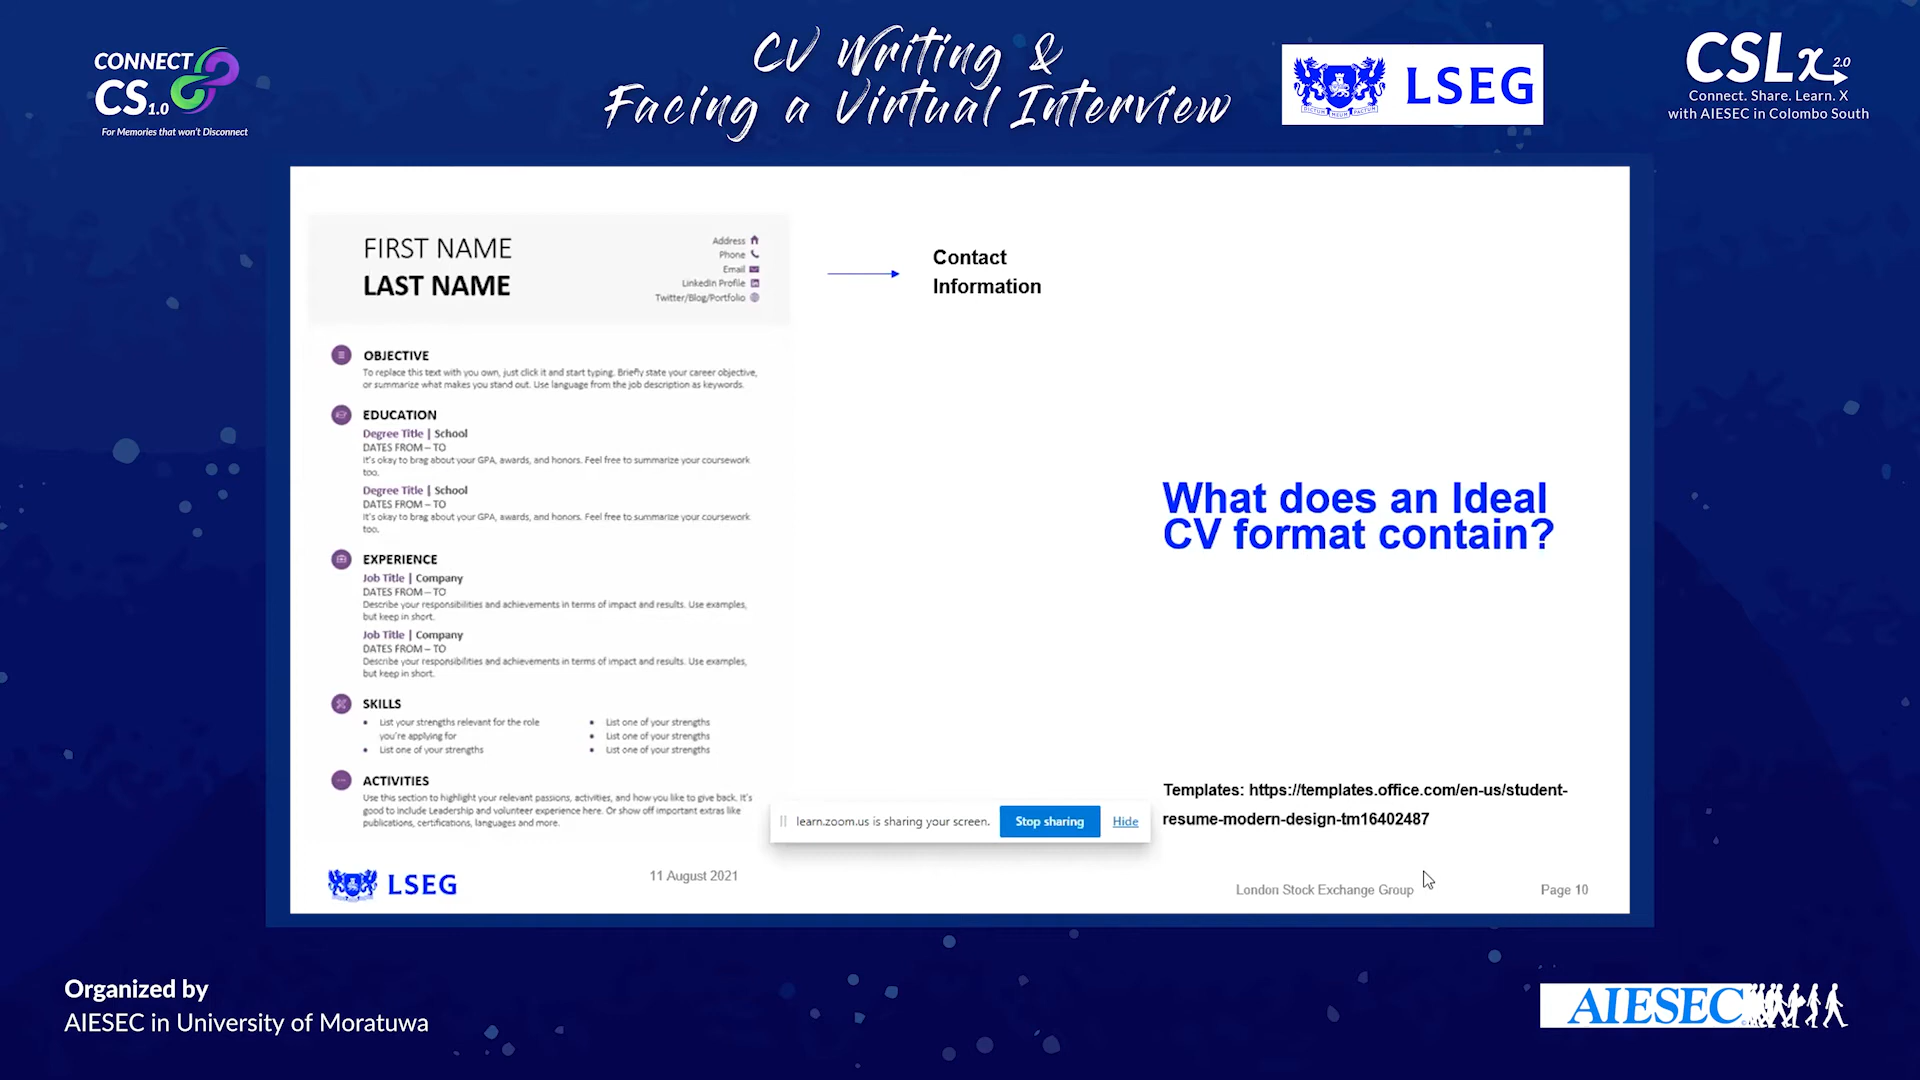 CONNECT
CS 1.0
For Memories that won't Disconnect
CV Writing &
Facing a Virtual Interview
LSEG
CSLx 2.0
Connect. Share. Learn. X
with AIESEC in Colombo South
FIRST NAME
LAST NAME
Address
Phone
Email
LinkedIn Profile
Twitter/Blog/Portfolio
Contact
Information
OBJECTIVE
To replace this text with you own, just click it and start typing. Briefly state your career objective,
or summarize what makes you stand out. Use language from the job description as keywords.
EDUCATION
Degree Title | School
DATES FROM – TO
It's okay to brag about your GPA, awards, and honors. Feel free to summarize your coursework
too.
Degree Title | School
DATES FROM – TO
It's okay to brag about your GPA, awards, and honors. Feel free to summarize your coursework
too.
EXPERIENCE
Job Title | Company
DATES FROM – TO
Describe your responsibilities and achievements in terms of impact and results. Use examples,
but keep in short.
Job Title | Company
DATES FROM – TO
Describe your responsibilities and achievements in terms of impact and results. Use examples,
but keep in short.
SKILLS
List your strengths relevant for the role
you're applying for
List one of your strengths
List one of your strengths
List one of your strengths
List one of your strengths
ACTIVITIES
Use this section to highlight your relevant passions, activities, and how you like to give back. It's
good to include Leadership and volunteer experience here. Or show off important extras like
publications, certifications, languages and more.
What does an Ideal
CV format contain?
Templates: https://templates.office.com/en-us/student-
resume-modern-design-tm16402487
learn.zoom.us is sharing your screen.
Stop sharing
Hide
LSEG
11 August 2021
London Stock Exchange Group
Page 10
Organized by
AIESEC in University of Moratuwa
AIESEC